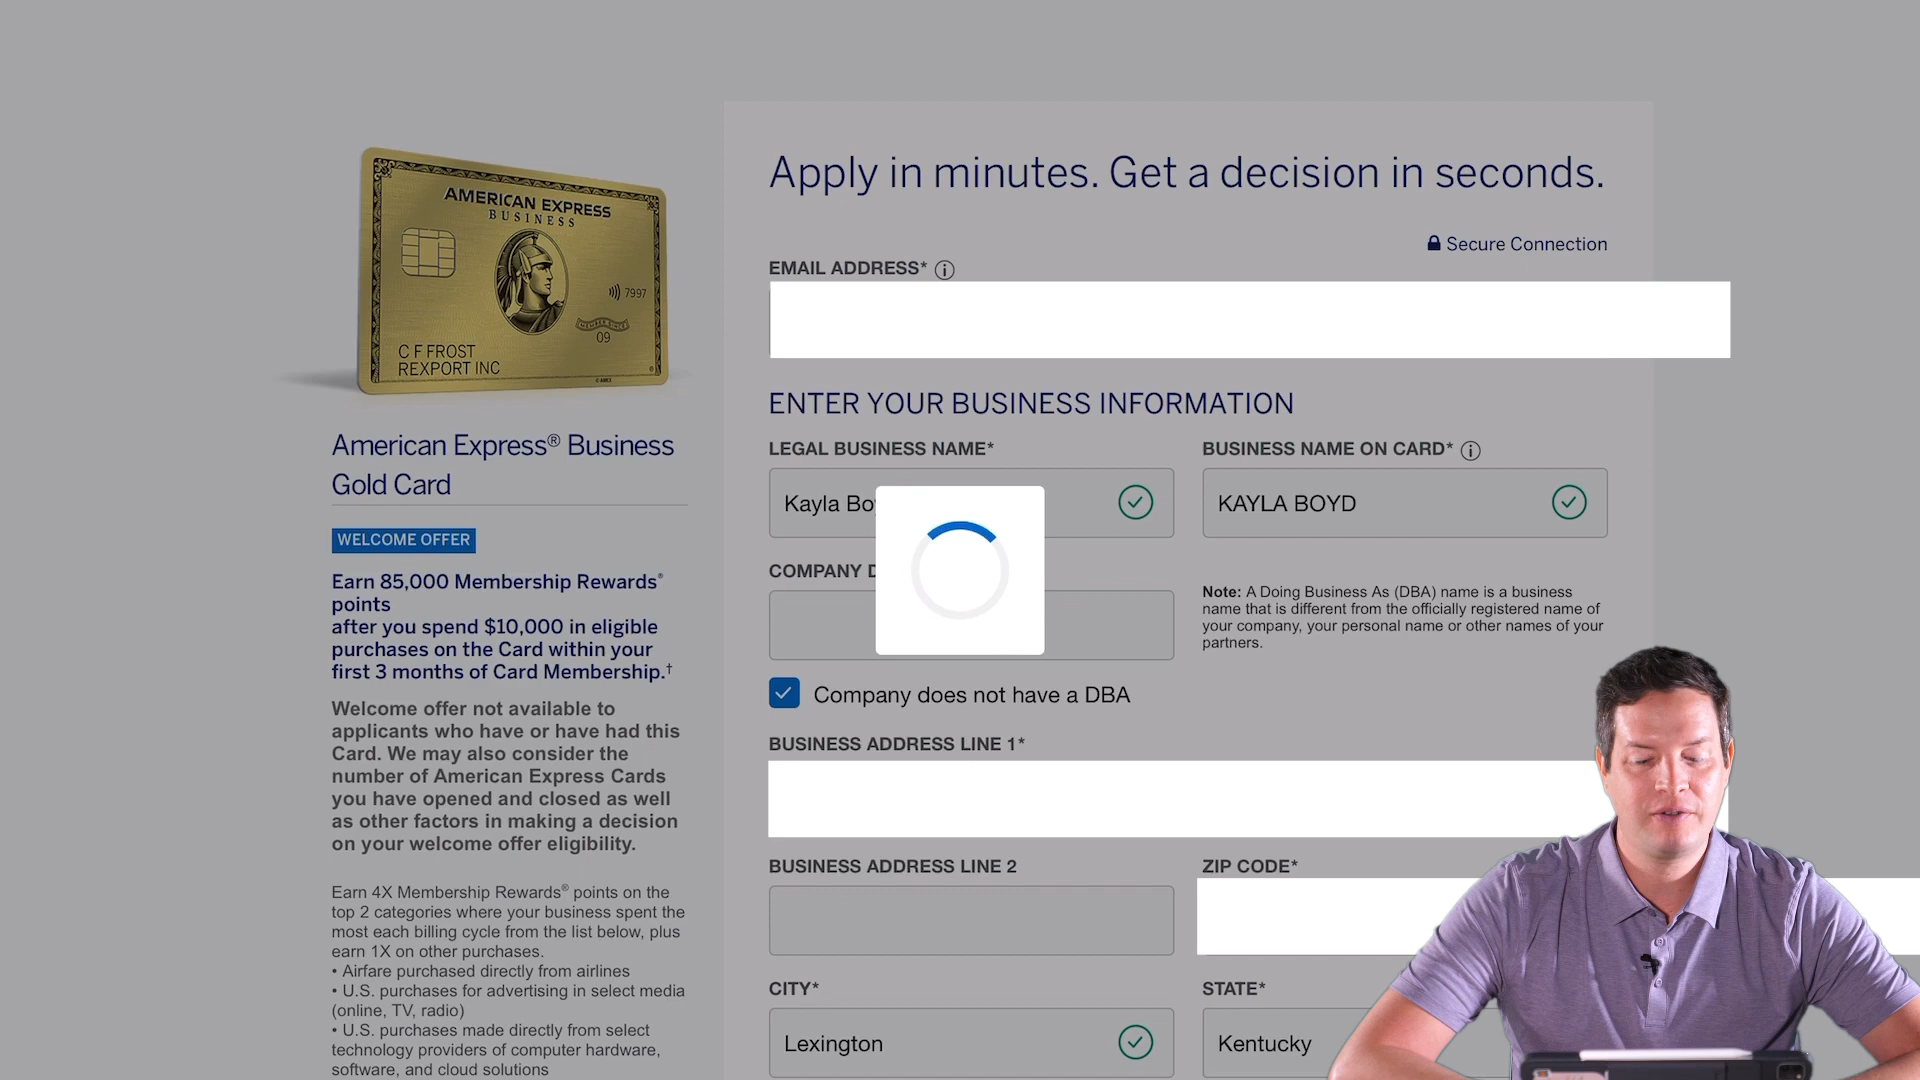 AMERICAN EXPRESS
BUSINESS
7997
MEMBER SINCE
09
C F FROST
REXPORT INC
© AMEX
American Express® Business
Gold Card
WELCOME OFFER
Earn 85,000 Membership Rewards®
points
after you spend $10,000 in eligible
purchases on the Card within your
first 3 months of Card Membership.†
Welcome offer not available to
applicants who have or have had this
Card. We may also consider the
number of American Express Cards
you have opened and closed as well
as other factors in making a decision
on your welcome offer eligibility.
Earn 4X Membership Rewards® points on the
top 2 categories where your business spent the
most each billing cycle from the list below, plus
earn 1X on other purchases.
• Airfare purchased directly from airlines
• U.S. purchases for advertising in select media
(online, TV, radio)
• U.S. purchases made directly from select
technology providers of computer hardware,
software, and cloud solutions
Apply in minutes. Get a decision in seconds.
Secure Connection
EMAIL ADDRESS*
ENTER YOUR BUSINESS INFORMATION
LEGAL BUSINESS NAME*
BUSINESS NAME ON CARD*
Kayla Bo
KAYLA BOYD
COMPANY
Note: A Doing Business As (DBA) name is a business
name that is different from the officially registered name of
your company, your personal name or other names of your
partners.
Company does not have a DBA
BUSINESS ADDRESS LINE 1*
BUSINESS ADDRESS LINE 2
ZIP CODE*
CITY*
STATE*
Lexington
Kentucky